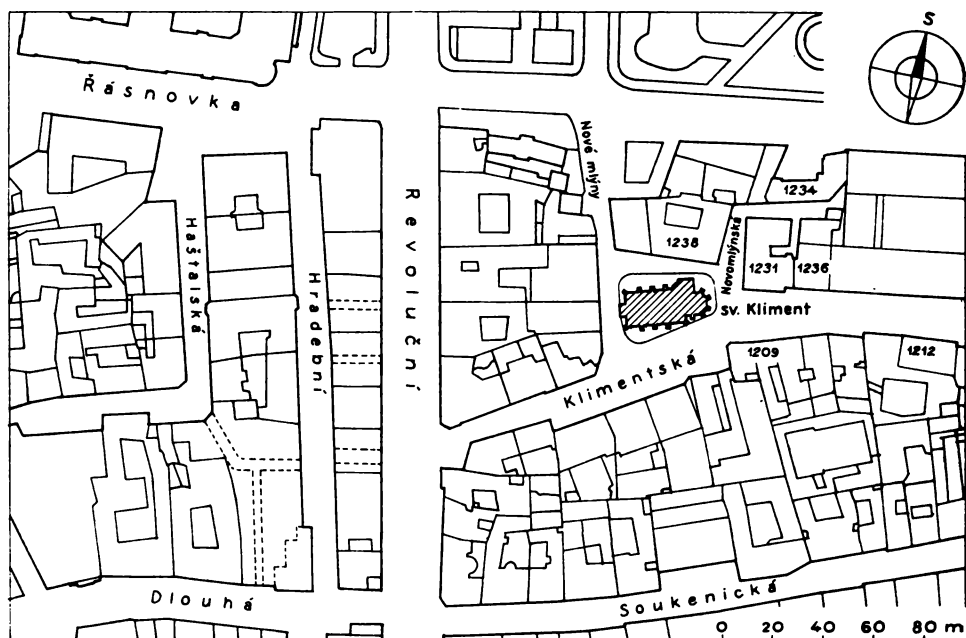 S
Řásnovka
Nové mlýny
1234
Haštalská
Hradební
Revoluční
1238
Novomlýnská
1231
1236
sv. Kliment
Klimentská
1209
1212
Dlouhá
Soukenická
0 20 40 60 80 m